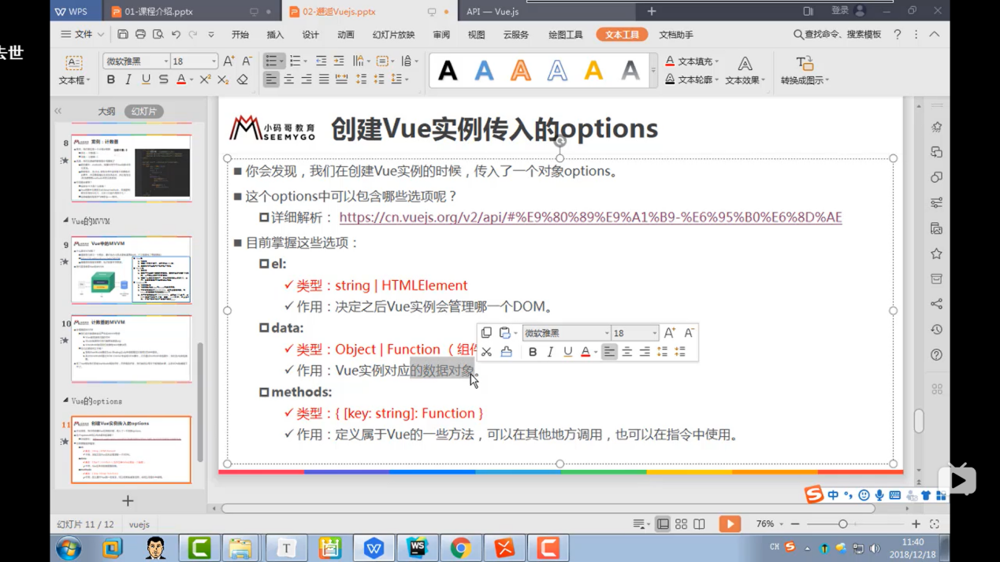 WPS
01-课程介绍.pptx
02-邂逅Vuejs.pptx
API — Vue.js
登录
去世
文件
开始
插入
设计
动画
幻灯片放映
审阅
视图
云服务
绘图工具
文本工具
文档助手
查找命令、搜索模板
文本框
微软雅黑
18
文本填充
文本轮廓
文本效果
转换成图示
大纲
幻灯片
小码哥教育
SEEMYGO
创建Vue实例传入的options
你会发现，我们在创建Vue实例的时候，传入了一个对象options。
这个options中可以包含哪些选项呢？
详细解析： https://cn.vuejs.org/v2/api/#%E9%80%89%E9%A1%B9-%E6%95%B0%E6%8D%AE
目前掌握这些选项：
el:
类型：string | HTMLElement
作用：决定之后Vue实例会管理哪一个DOM。
data:
类型：Object | Function （组件
作用：Vue实例对应的数据对象。
methods:
类型：{ [key: string]: Function }
作用：定义属于Vue的一些方法，可以在其他地方调用，也可以在指令中使用。
微软雅黑
18
8
案例：计数器
Vue的MVVM
9
Vue中的MVVM
10
计数器的MVVM
Vue的options
11
创建Vue实例传入的options
中
幻灯片 11 / 12
vuejs
76%
CH
11:40
2018/12/18